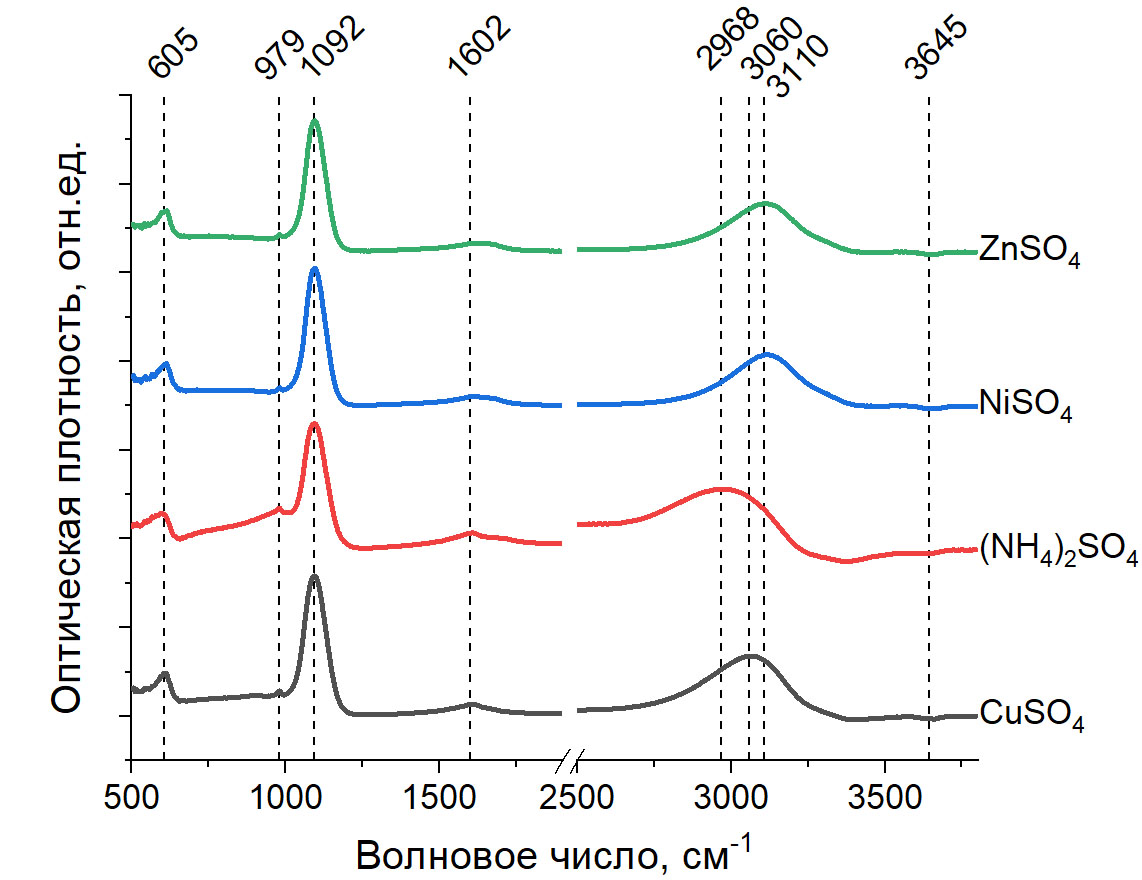 605
979
1092
1602
2968
3060
3110
3645
Оптическая плотность, отн.ед.
ZnSO₄
NiSO₄
(NH₄)₂SO₄
CuSO₄
500
1000
1500
2500
3000
3500
Волновое число, см⁻¹